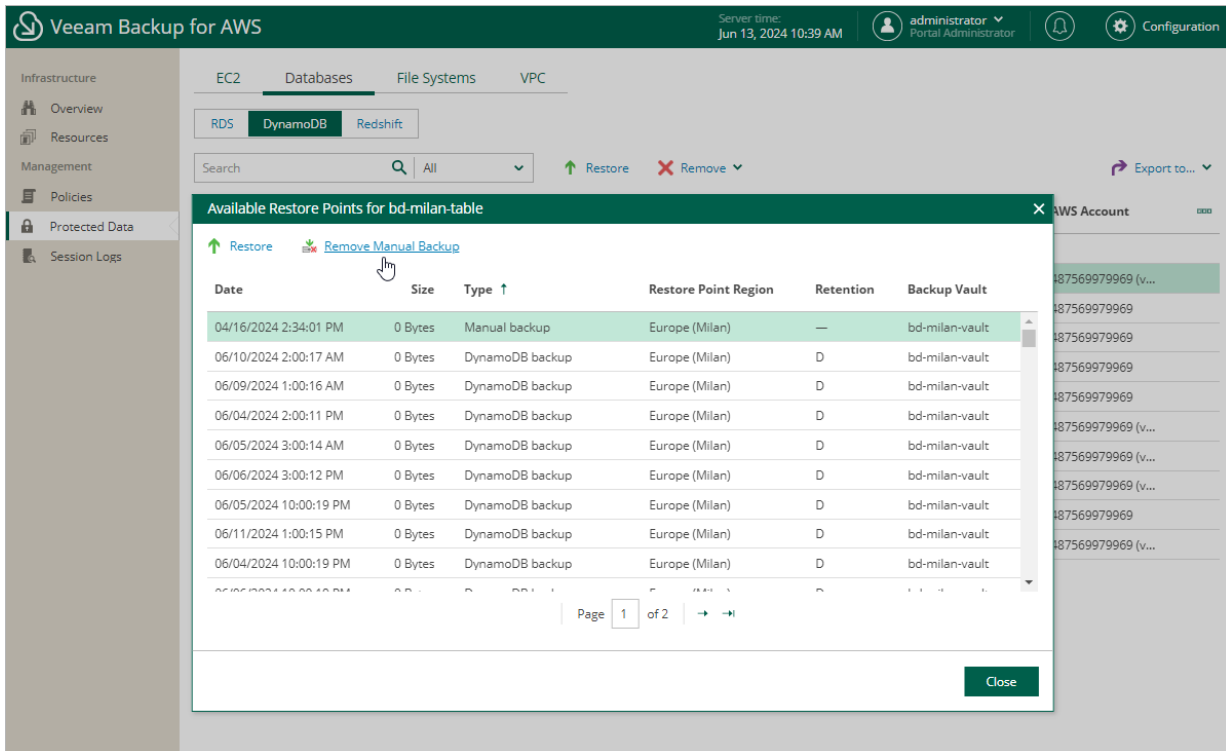 Veeam Backup for AWS
Server time:
Jun 13, 2024 10:39 AM
administrator
Portal Administrator
Configuration
Infrastructure
Overview
Resources
Management
Policies
Protected Data
Session Logs
EC2 Databases File Systems VPC
RDS DynamoDB Redshift
Search All Restore Remove Export to...
AWS Account
Available Restore Points for bd-milan-table
Restore Remove Manual Backup
Date Size Type Restore Point Region Retention Backup Vault
04/16/2024 2:34:01 PM 0 Bytes Manual backup Europe (Milan) — bd-milan-vault
06/10/2024 2:00:17 AM 0 Bytes DynamoDB backup Europe (Milan) D bd-milan-vault
06/09/2024 1:00:16 AM 0 Bytes DynamoDB backup Europe (Milan) D bd-milan-vault
06/04/2024 2:00:11 PM 0 Bytes DynamoDB backup Europe (Milan) D bd-milan-vault
06/05/2024 3:00:14 AM 0 Bytes DynamoDB backup Europe (Milan) D bd-milan-vault
06/06/2024 3:00:12 PM 0 Bytes DynamoDB backup Europe (Milan) D bd-milan-vault
06/05/2024 10:00:19 PM 0 Bytes DynamoDB backup Europe (Milan) D bd-milan-vault
06/11/2024 1:00:15 PM 0 Bytes DynamoDB backup Europe (Milan) D bd-milan-vault
06/04/2024 10:00:19 PM 0 Bytes DynamoDB backup Europe (Milan) D bd-milan-vault
Page 1 of 2
Close
487569979969 (v...
487569979969
487569979969
487569979969
487569979969
487569979969 (v...
487569979969 (v...
487569979969 (v...
487569979969
487569979969 (v...